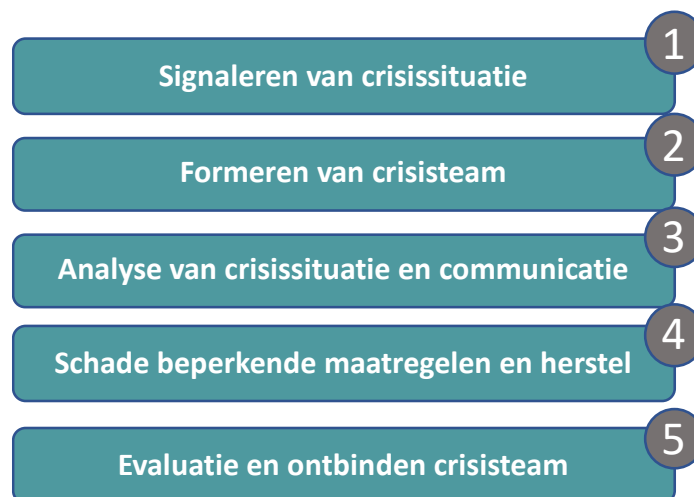 1
Signaleren van crisissituatie
2
Formeren van crisisteam
3
Analyse van crisissituatie en communicatie
4
Schade beperkende maatregelen en herstel
5
Evaluatie en ontbinden crisisteam